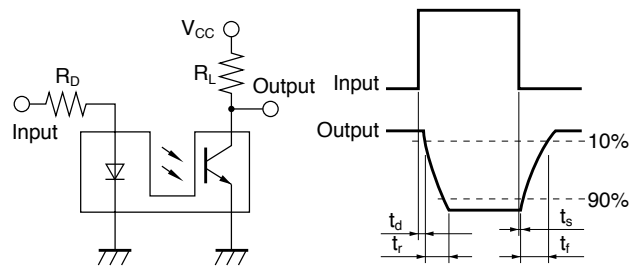 V_CC
R_D
R_L
Output
Input
Input
Output
10%
90%
t_d
t_r
t_s
t_f